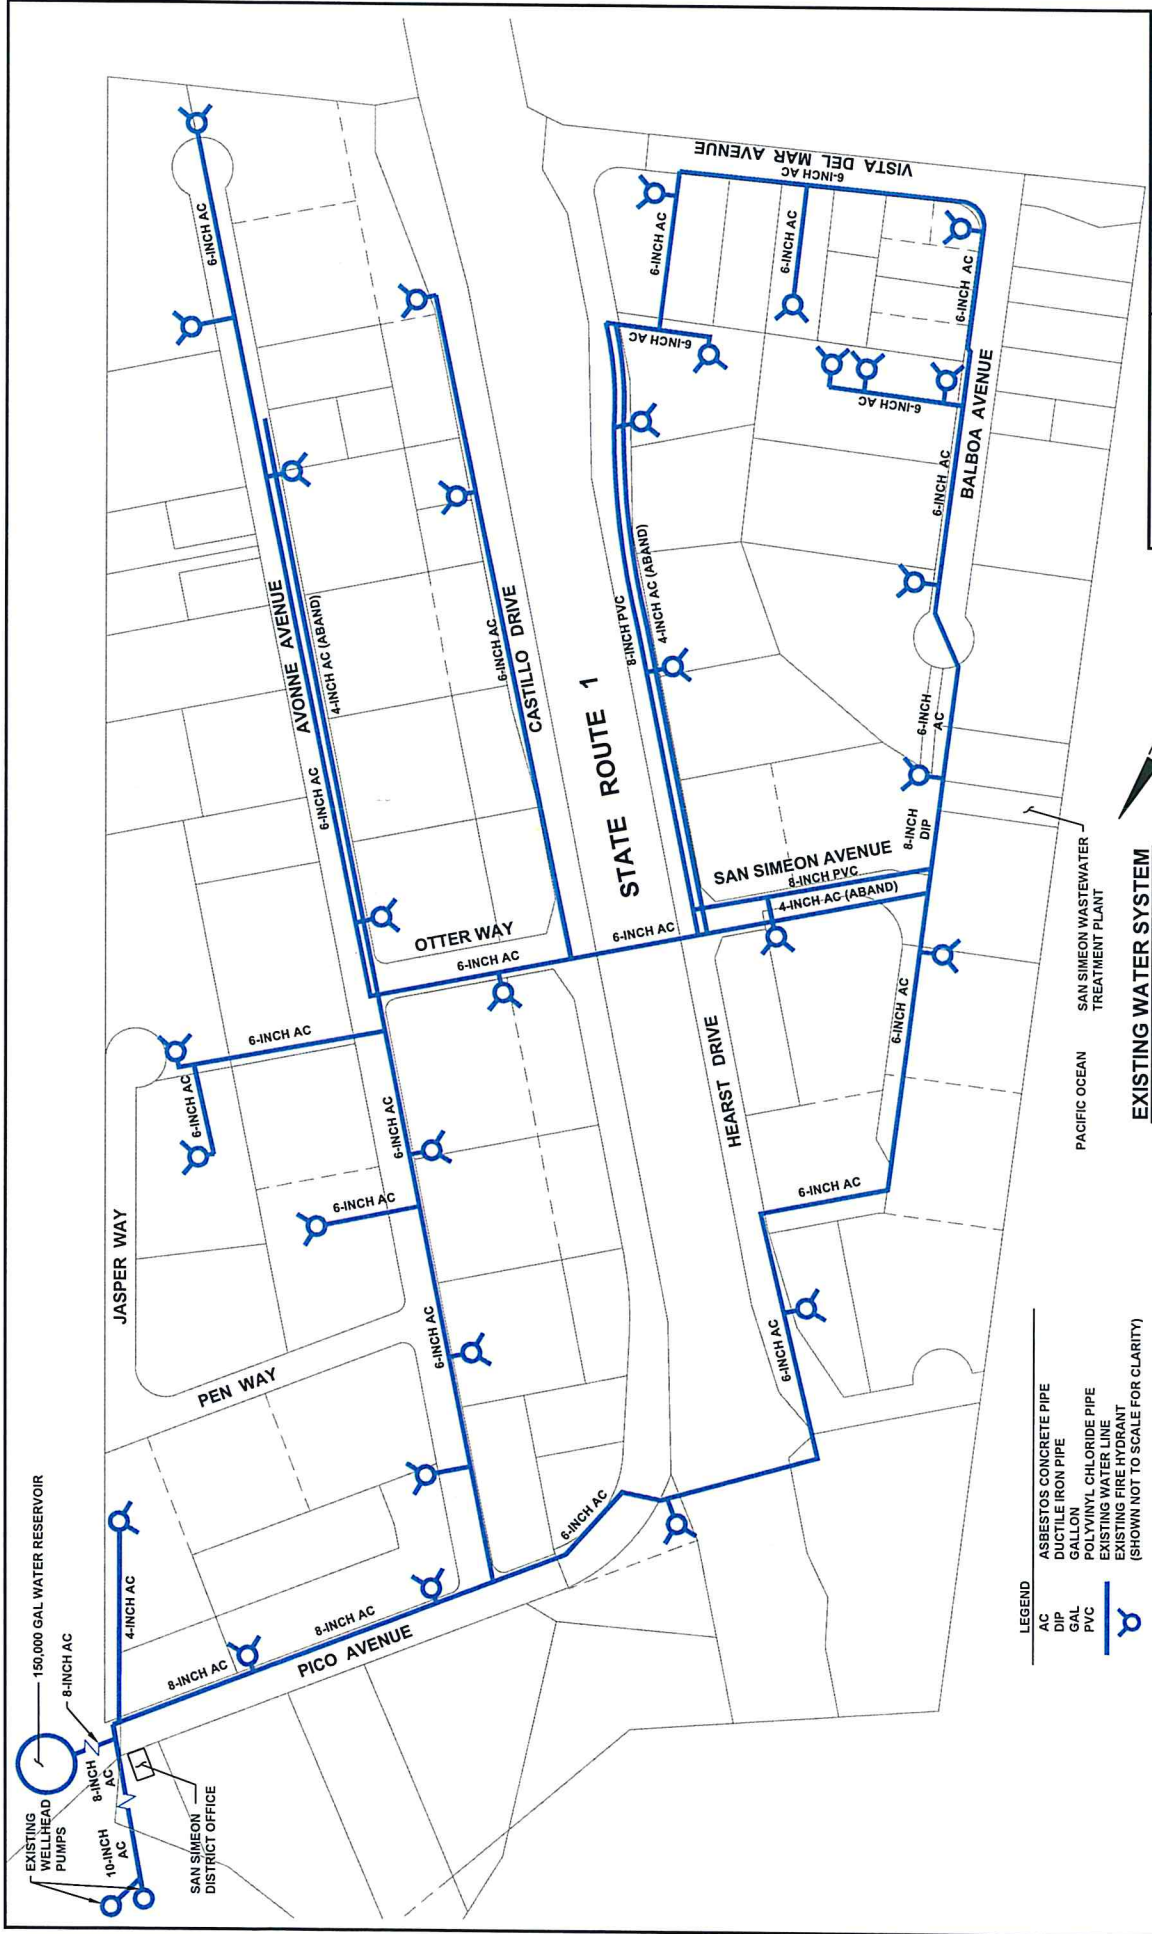 150,000 GAL WATER RESERVOIR
8-INCH AC
EXISTING
WELLHEAD
PUMPS
8-INCH
AC
10-INCH
AC
SAN SIMEON
DISTRICT OFFICE
4-INCH AC
8-INCH AC
8-INCH AC
PICO AVENUE
PEN WAY
JASPER WAY
6-INCH AC
6-INCH AC
6-INCH AC
6-INCH AC
6-INCH AC
6-INCH AC
6-INCH AC
4-INCH AC (ABAND)
AVONNE AVENUE
6-INCH AC
OTTER WAY
6-INCH AC
6-INCH AC
CASTILLO DRIVE
6-INCH AC
STATE ROUTE 1
HEARST DRIVE
8-INCH PVC
4-INCH AC (ABAND)
SAN SIMEON AVENUE
8-INCH PVC
4-INCH AC (ABAND)
6-INCH AC
6-INCH AC
6-INCH AC
8-INCH
DIP
6-INCH
AC
6-INCH AC
BALBOA AVENUE
6-INCH AC
6-INCH AC
6-INCH AC
6-INCH AC
6-INCH AC
6-INCH AC
VISTA DEL MAR AVENUE
PACIFIC OCEAN
SAN SIMEON WASTEWATER
TREATMENT PLANT
LEGEND
AC ASBESTOS CONCRETE PIPE
DIP DUCTILE IRON PIPE
GAL GALLON
PVC POLYVINYL CHLORIDE PIPE
EXISTING WATER LINE
EXISTING FIRE HYDRANT
(SHOWN NOT TO SCALE FOR CLARITY)
EXISTING WATER SYSTEM